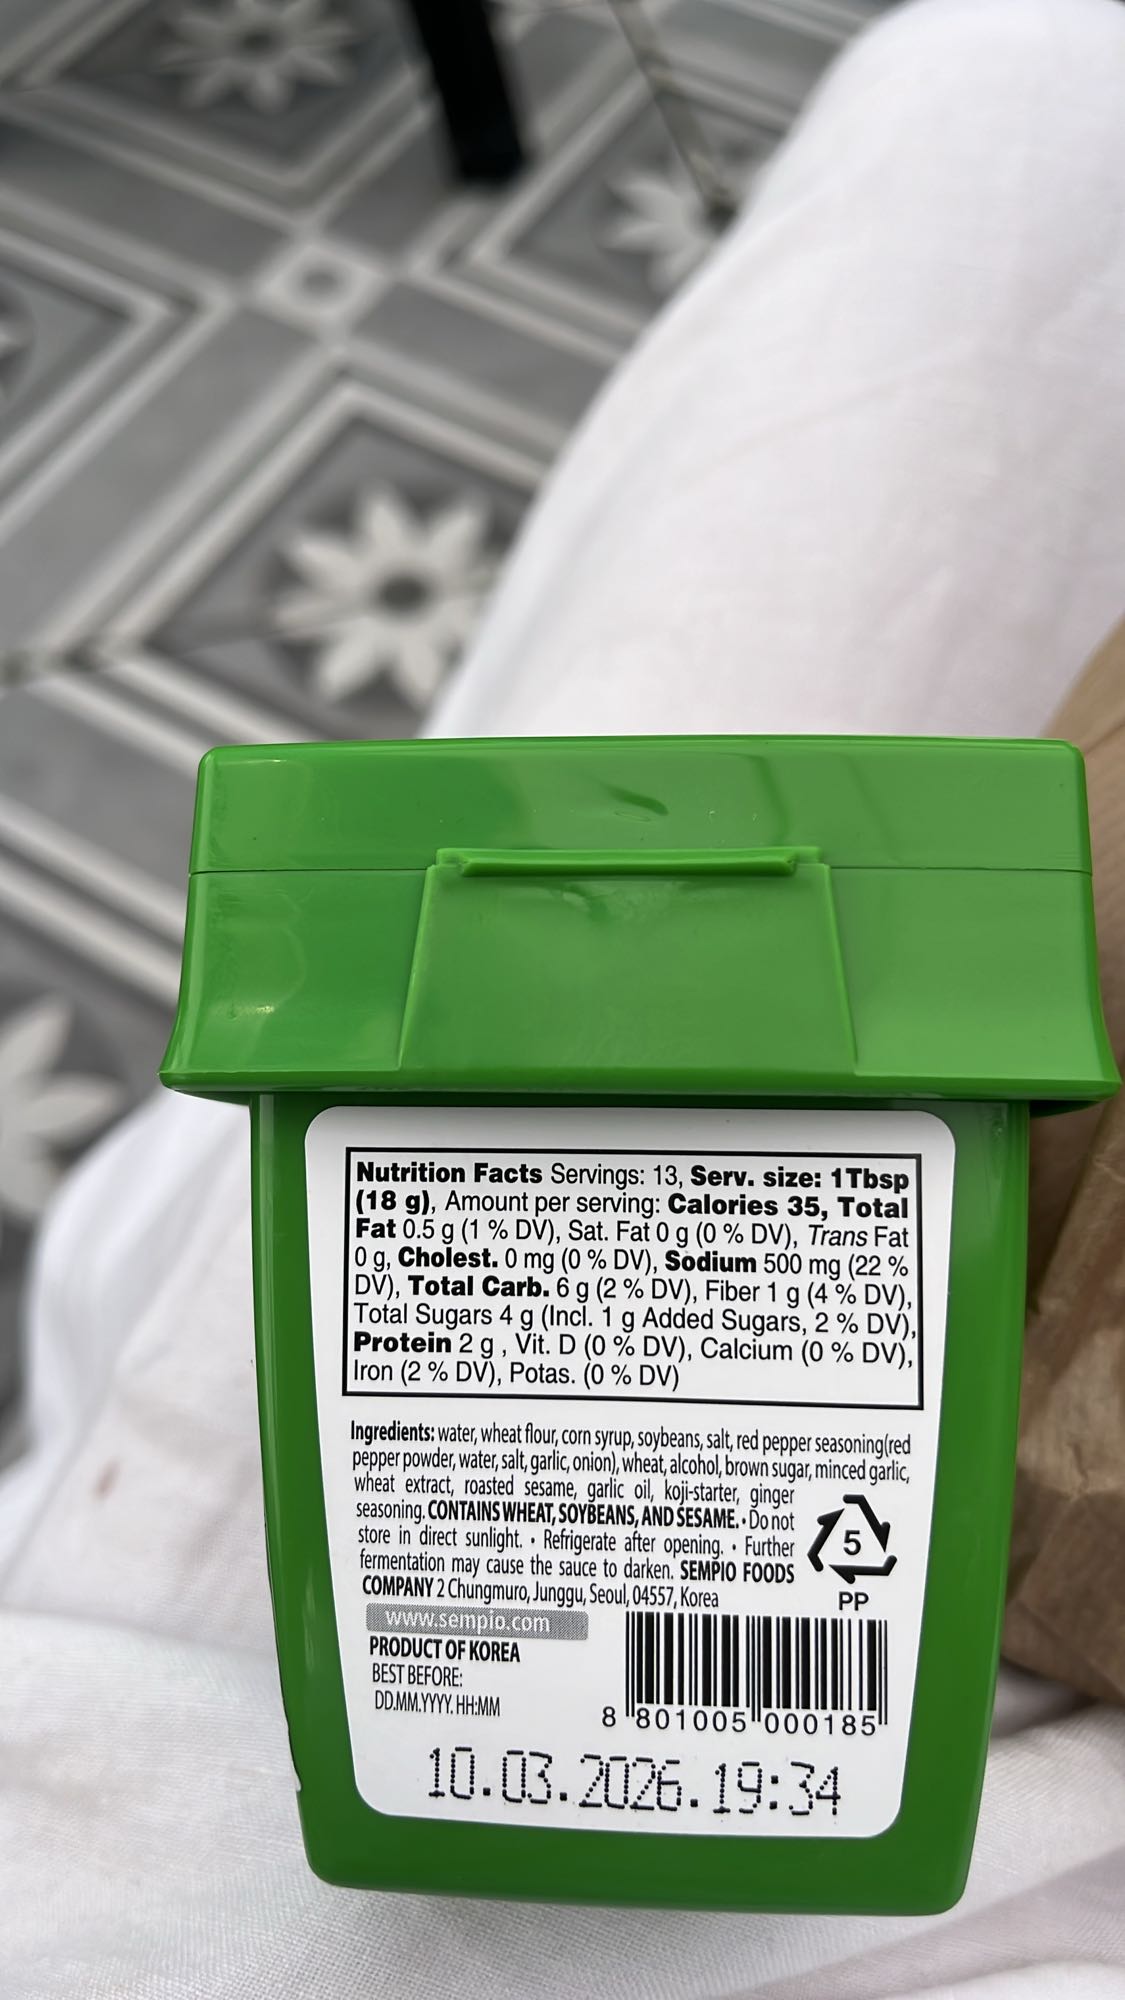 Nutrition Facts Servings: 13, Serv. size: 1Tbsp
(18 g), Amount per serving: Calories 35, Total
Fat 0.5 g (1 % DV), Sat. Fat 0 g (0 % DV), Trans Fat
0 g, Cholest. 0 mg (0 % DV), Sodium 500 mg (22 %
DV), Total Carb. 6 g (2 % DV), Fiber 1 g (4 % DV),
Total Sugars 4 g (Incl. 1 g Added Sugars, 2 % DV),
Protein 2 g , Vit. D (0 % DV), Calcium (0 % DV),
Iron (2 % DV), Potas. (0 % DV)
Ingredients: water, wheat flour, corn syrup, soybeans, salt, red pepper seasoning(red
pepper powder, water, salt, garlic, onion), wheat, alcohol, brown sugar, minced garlic,
wheat extract, roasted sesame, garlic oil, koji-starter, ginger
seasoning. CONTAINS WHEAT, SOYBEANS, AND SESAME. • Do not
store in direct sunlight. • Refrigerate after opening. • Further
fermentation may cause the sauce to darken. SEMPIO FOODS
COMPANY 2 Chungmuro, Junggu, Seoul, 04557, Korea
5
PP
www.sempio.com
PRODUCT OF KOREA
BEST BEFORE:
DD.MM.YYYY. HH:MM
8 801005 000185
10.03.2026.19:34